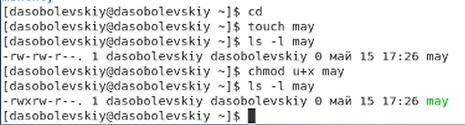 [dasobolevskiy@dasobolevskiy ~]$ cd
[dasobolevskiy@dasobolevskiy ~]$ touch may
[dasobolevskiy@dasobolevskiy ~]$ ls -l may
-rw-rw-r--. 1 dasobolevskiy dasobolevskiy 0 май 15 17:26 may
[dasobolevskiy@dasobolevskiy ~]$ chmod u+x may
[dasobolevskiy@dasobolevskiy ~]$ ls -l may
-rwxrw-r--. 1 dasobolevskiy dasobolevskiy 0 май 15 17:26 may
[dasobolevskiy@dasobolevskiy ~]$